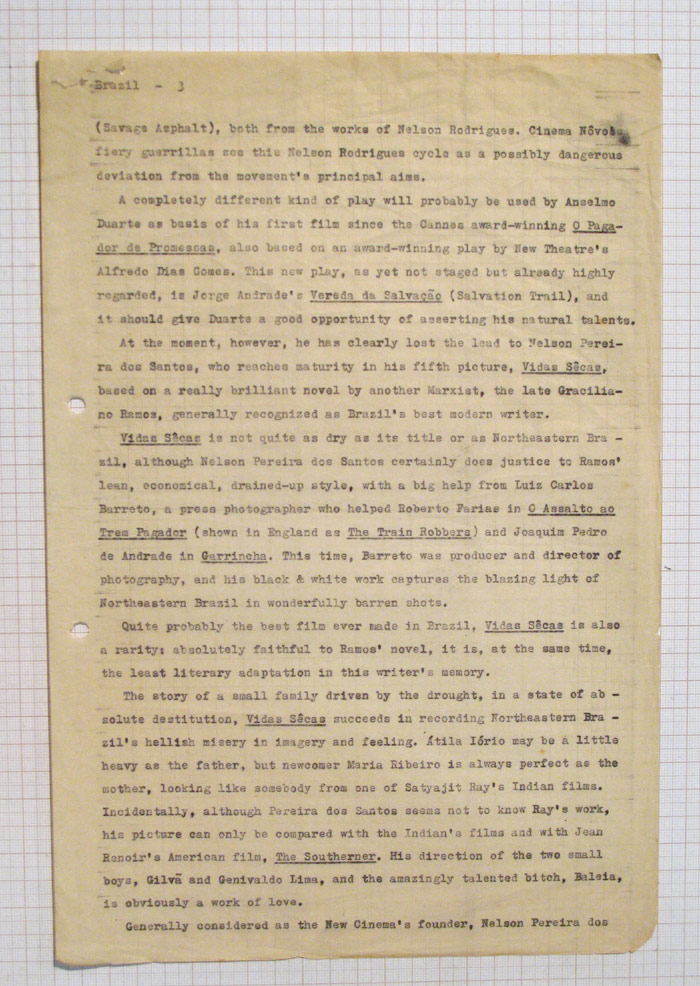 Brazil - 3
(Savage Asphalt), both from the works of Nelson Rodrigues. Cinema Nôvo's
fiery guerrillas see this Nelson Rodrigues cycle as a possibly dangerous
deviation from the movement's principal aims.
A completely different kind of play will probably be used by Anselmo
Duarte as basis of his first film since the Cannes award-winning O Paga-
dor de Promessas, also based on an award-winning play by New Theatre's
Alfredo Dias Gomes. This new play, as yet not staged but already highly
regarded, is Jorge Andrade's Vereda da Salvação (Salvation Trail), and
it should give Duarte a good opportunity of asserting his natural talents.
At the moment, however, he has clearly lost the lead to Nelson Perei-
ra dos Santos, who reaches maturity in his fifth picture, Vidas Sêcas,
based on a really brilliant novel by another Marxist, the late Gracilia-
no Ramos, generally recognized as Brazil's best modern writer.
Vidas Sêcas is not quite as dry as its title or as Northeastern Bra -
zil, although Nelson Pereira dos Santos certainly does justice to Ramos'
lean, economical, drained-up style, with a big help from Luiz Carlos
Barreto, a press photographer who helped Roberto Farias in O Assalto ao
Trem Pagador (shown in England as The Train Robbers) and Joaquim Pedro
de Andrade in Garrincha. This time, Barreto was producer and director of
photography, and his black & white work captures the blazing light of
Northeastern Brazil in wonderfully barren shots.
Quite probably the best film ever made in Brazil, Vidas Sêcas is also
a rarity: absolutely faithful to Ramos' novel, it is, at the same time,
the least literary adaptation in this writer's memory.
The story of a small family driven by the drought, in a state of ab -
solute destitution, Vidas Sêcas succeeds in recording Northeastern Bra -
zil's hellish misery in imagery and feeling. Átila Iório may be a little
heavy as the father, but newcomer Maria Ribeiro is always perfect as the
mother, looking like somebody from one of Satyajit Ray's Indian films.
Incidentally, although Pereira dos Santos seems not to know Ray's work,
his picture can only be compared with the Indian's films and with Jean
Renoir's American film, The Southerner. His direction of the two small
boys, Gilvã and Genivaldo Lima, and the amazingly talented bitch, Baleia,
is obviously a work of love.
Generally considered as the New Cinema's founder, Nelson Pereira dos